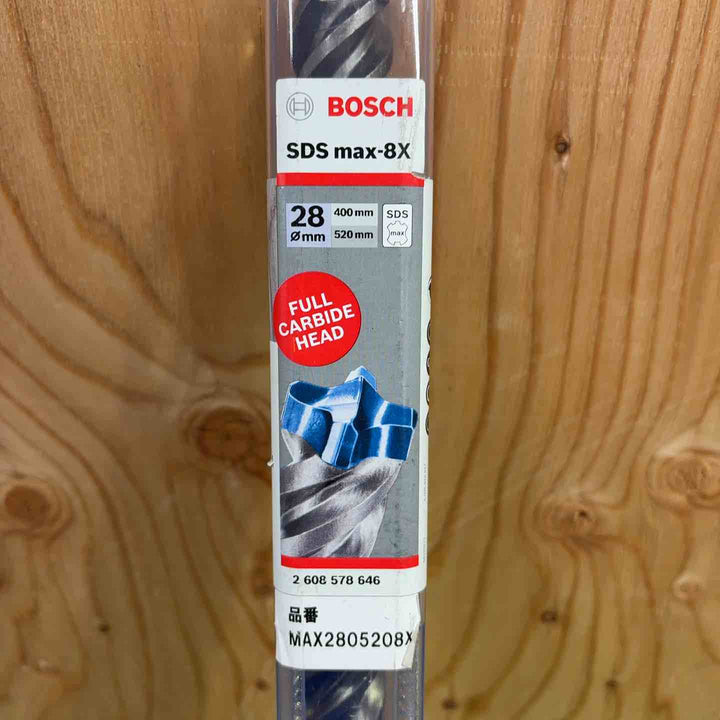 BOSCH
SDS max-8X
28 400 mm
Ø mm 520 mm
SDS
max
FULL
CARBIDE
HEAD
2 608 578 646
品番
MAX2805208X